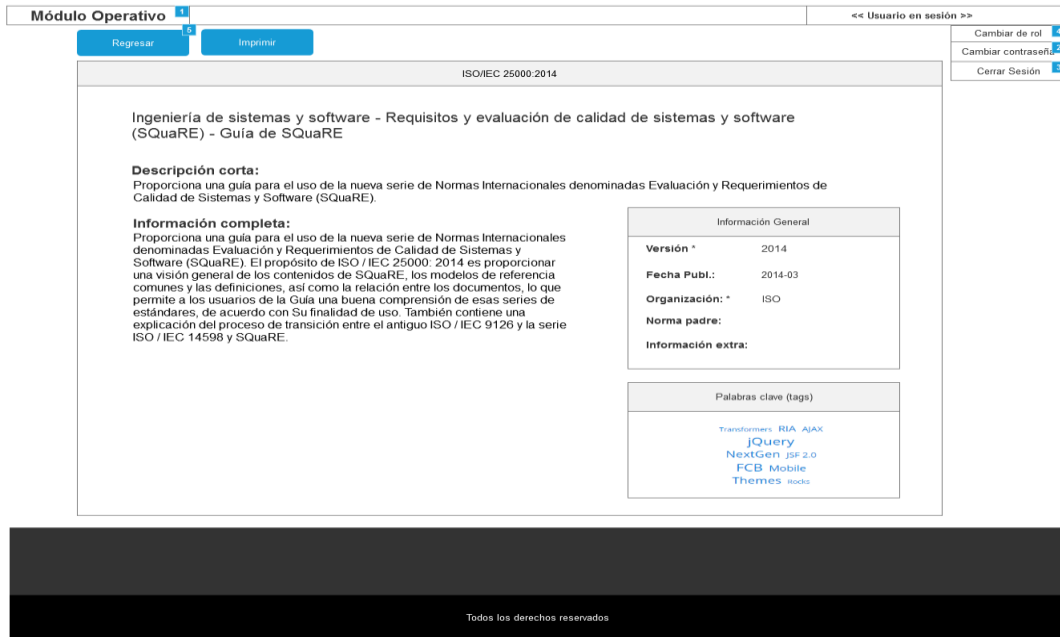 Módulo Operativo 1
<< Usuario en sesión >>
Regresar 5
Imprimir
Cambiar de rol 4
Cambiar contraseña 2
Cerrar Sesión 3
ISO/IEC 25000:2014
Ingeniería de sistemas y software - Requisitos y evaluación de calidad de sistemas y software
(SQuaRE) - Guía de SQuaRE
Descripción corta:
Proporciona una guía para el uso de la nueva serie de Normas Internacionales denominadas Evaluación y Requerimientos de
Calidad de Sistemas y Software (SQuaRE).
Información completa:
Proporciona una guía para el uso de la nueva serie de Normas Internacionales
denominadas Evaluación y Requerimientos de Calidad de Sistemas y
Software (SQuaRE). El propósito de ISO / IEC 25000: 2014 es proporcionar
una visión general de los contenidos de SQuaRE, los modelos de referencia
comunes y las definiciones, así como la relación entre los documentos, lo que
permite a los usuarios de la Guía una buena comprensión de esas series de
estándares, de acuerdo con Su finalidad de uso. También contiene una
explicación del proceso de transición entre el antiguo ISO / IEC 9126 y la serie
ISO / IEC 14598 y SQuaRE.
Información General
Versión * 2014
Fecha Publ.: 2014-03
Organización: * ISO
Norma padre:
Información extra:
Palabras clave (tags)
Transformers RIA AJAX
jQuery
NextGen JSF 2.0
FCB Mobile
Themes Rocks
Todos los derechos reservados